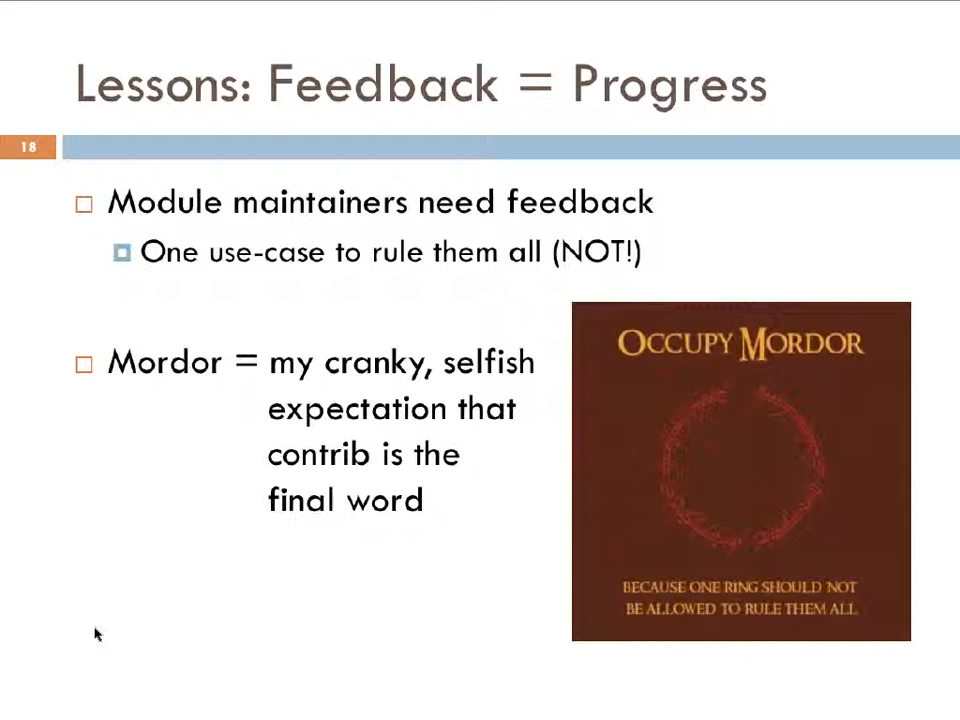 Lessons: Feedback = Progress
18
Module maintainers need feedback
One use-case to rule them all (NOT!)
Mordor = my cranky, selfish
expectation that
contrib is the
final word
OCCUPY MORDOR
BECAUSE ONE RING SHOULD NOT
BE ALLOWED TO RULE THEM ALL